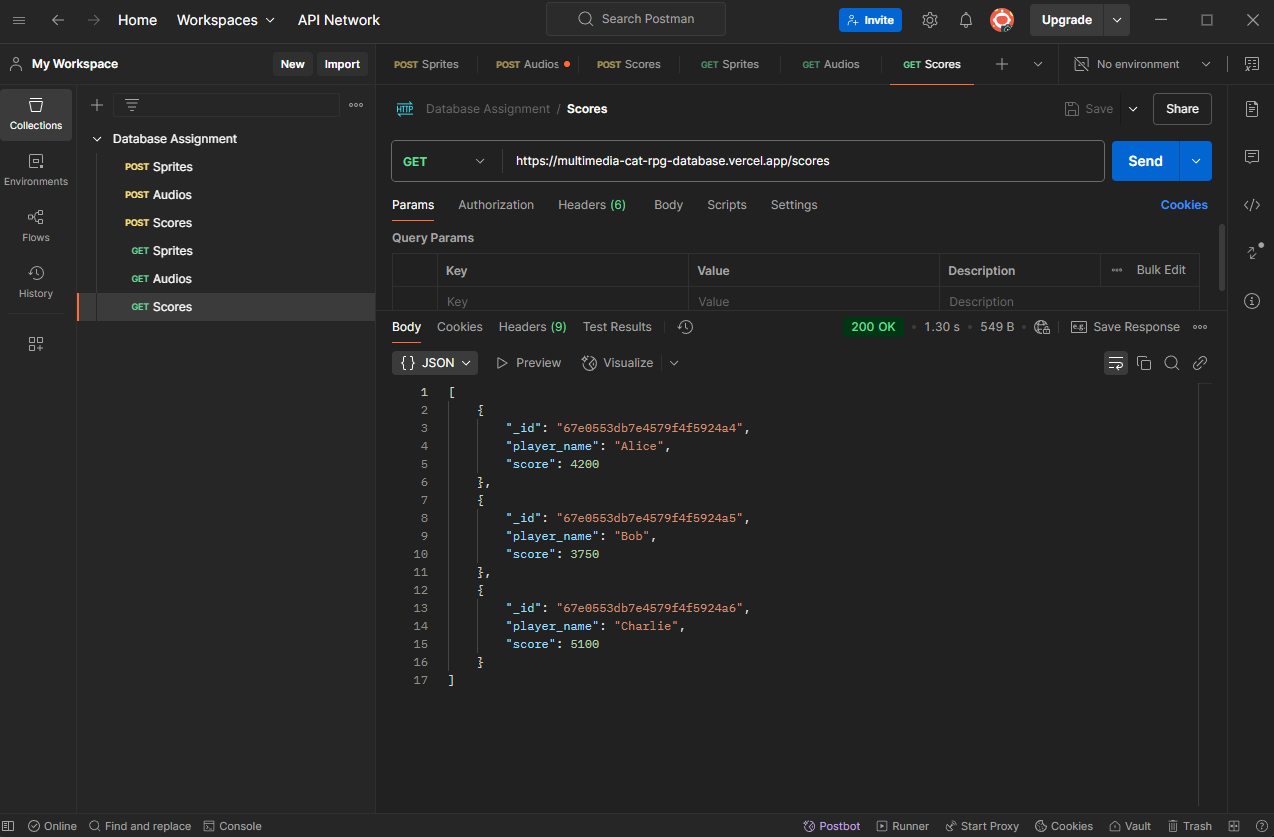 Home Workspaces API Network Search Postman Invite Upgrade
My Workspace New Import POST Sprites POST Audios POST Scores GET Sprites GET Audios GET Scores No environment
Collections
Environments
Flows
History
Database Assignment
POST Sprites
POST Audios
POST Scores
GET Sprites
GET Audios
GET Scores
HTTP Database Assignment / Scores Save Share
GET https://multimedia-cat-rpg-database.vercel.app/scores Send
Params Authorization Headers (6) Body Scripts Settings Cookies
Query Params
Key Value Description Bulk Edit
Key Value Description
Body Cookies Headers (9) Test Results 200 OK 1.30 s 549 B e.g. Save Response
{} JSON Preview Visualize
1 [
2 {
3 "_id": "67e0553db7e4579f4f5924a4",
4 "player_name": "Alice",
5 "score": 4200
6 },
7 {
8 "_id": "67e0553db7e4579f4f5924a5",
9 "player_name": "Bob",
10 "score": 3750
11 },
12 {
13 "_id": "67e0553db7e4579f4f5924a6",
14 "player_name": "Charlie",
15 "score": 5100
16 }
17 ]
Online Find and replace Console Postbot Runner Start Proxy Cookies Vault Trash